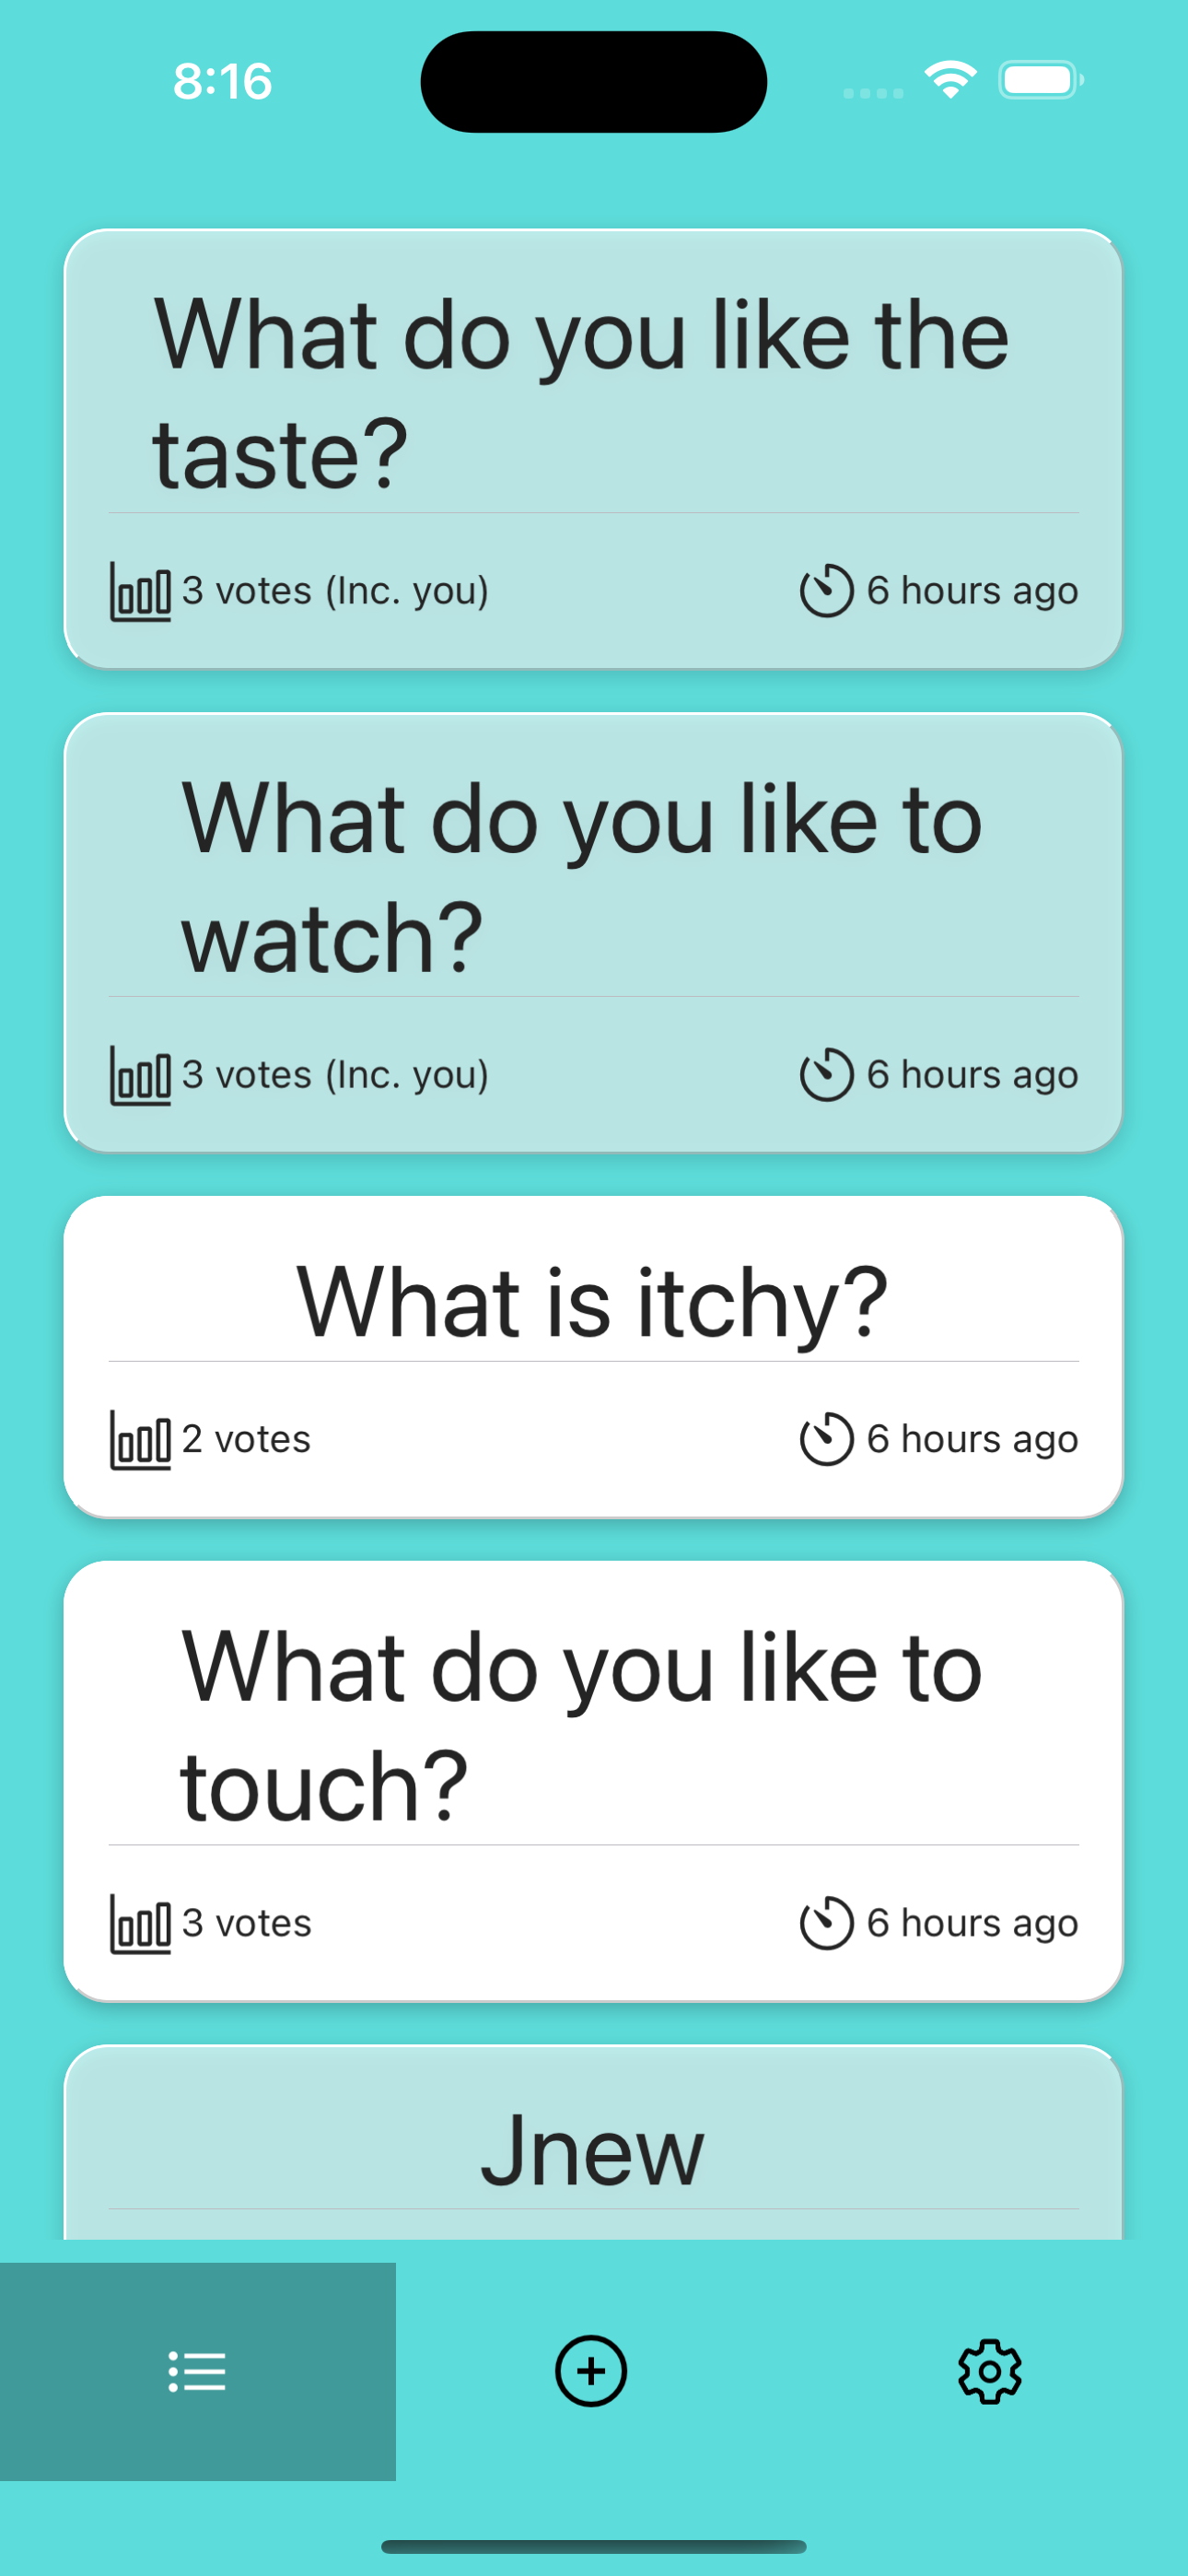 8:16
What do you like the
taste?
3 votes (Inc. you)
6 hours ago
What do you like to
watch?
3 votes (Inc. you)
6 hours ago
What is itchy?
2 votes
6 hours ago
What do you like to
touch?
3 votes
6 hours ago
Jnew